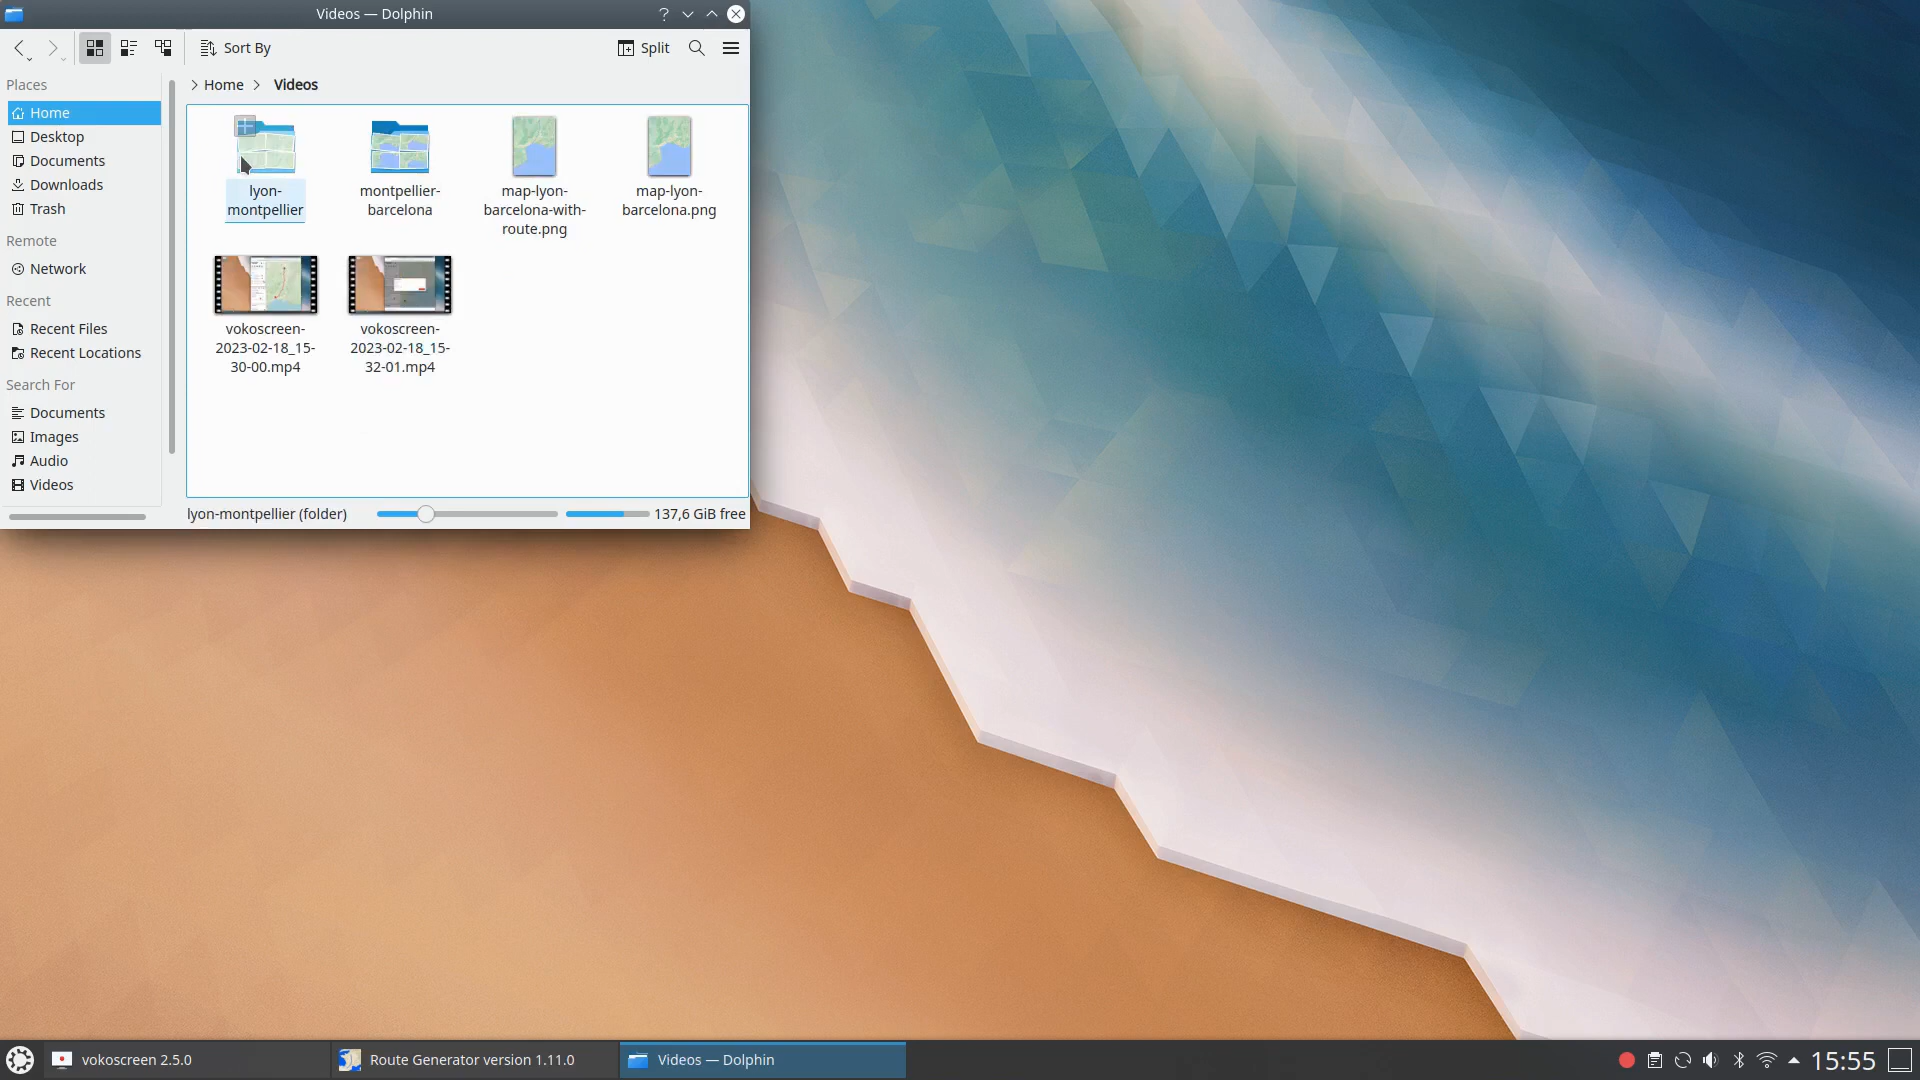 Videos — Dolphin
?
Sort By
Split
Places
Home
Desktop
Documents
Downloads
Trash
Remote
Network
Recent
Recent Files
Recent Locations
Search For
Documents
Images
Audio
Videos
Home
Videos
lyon-
montpellier
montpellier-
barcelona
map-lyon-
barcelona-with-
route.png
map-lyon-
barcelona.png
vokoscreen-
2023-02-18_15-
30-00.mp4
vokoscreen-
2023-02-18_15-
32-01.mp4
lyon-montpellier (folder)
137,6 GiB free
vokoscreen 2.5.0
Route Generator version 1.11.0
Videos — Dolphin
15:55